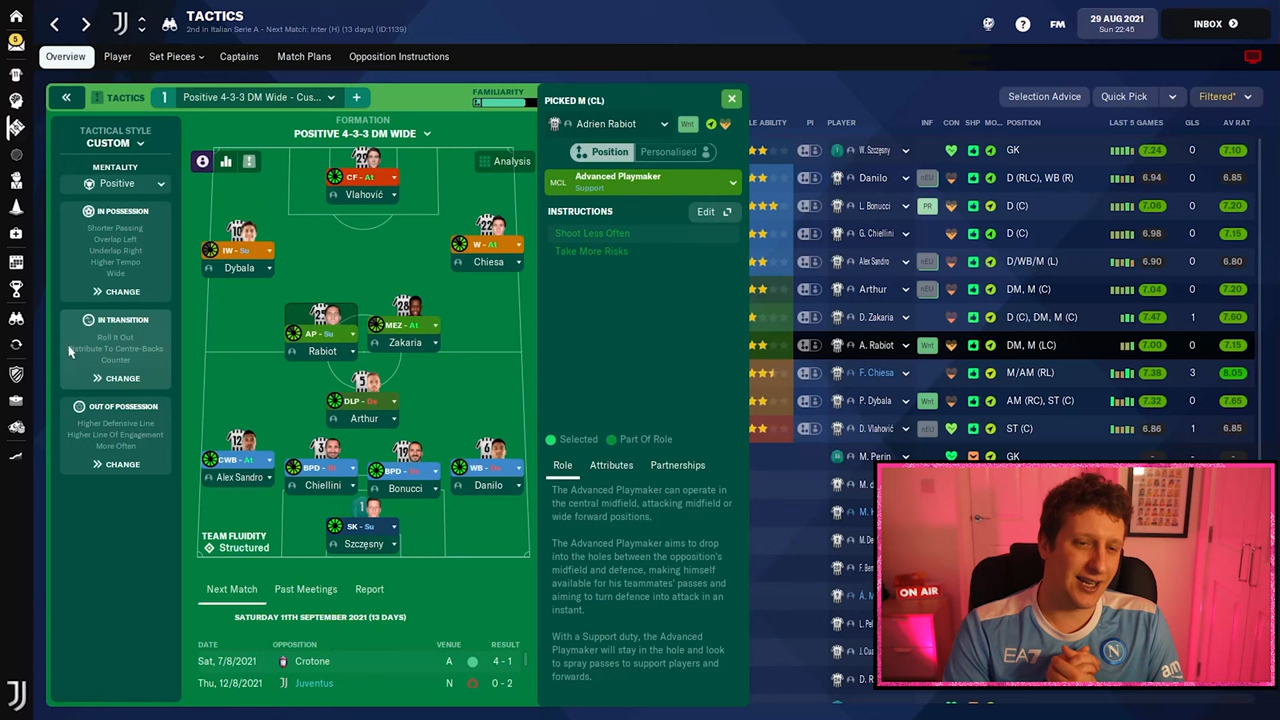 TACTICS
2nd in Italian Serie A - Next Match: Inter (H) (13 days) (ID:1139)
5
FM
29 AUG 2021
SUN 22:45
INBOX
Overview
Player
Set Pieces
Captains
Match Plans
Opposition Instructions
TACTICS
1
Positive 4-3-3 DM Wide - Cus...
FAMILIARITY
TACTICAL STYLE
CUSTOM
MENTALITY
Positive
IN POSSESSION
Shorter Passing
Overlap Left
Underlap Right
Higher Tempo
Wide
CHANGE
IN TRANSITION
Roll It Out
Distribute To Centre-Backs
Counter
CHANGE
OUT OF POSSESSION
Higher Defensive Line
Higher Line Of Engagement
More Often
CHANGE
FORMATION
POSITIVE 4-3-3 DM WIDE
Analysis
CF - At
Vlahović
10
IW - Su
Dybala
22
W - At
Chiesa
AP - Su
Rabiot
28
MEZ - At
Zakaria
5
DLP - De
Arthur
12
CWB - At
Alex Sandro
BPD - De
Chiellini
19
BPD - De
Bonucci
6
WB - De
Danilo
1
SK - Su
Szczęsny
TEAM FLUIDITY
Structured
Next Match
Past Meetings
Report
SATURDAY 11TH SEPTEMBER 2021 (13 DAYS)
DATE
OPPOSITION
VENUE
RESULT
Sat, 7/8/2021
Crotone
A
4 - 1
Thu, 12/8/2021
Juventus
N
0 - 2
PICKED M (CL)
Adrien Rabiot
Wnt
Position
Personalised
MCL
Advanced Playmaker
Support
INSTRUCTIONS
Edit
Shoot Less Often
Take More Risks
Selected
Part Of Role
Role
Attributes
Partnerships
The Advanced Playmaker can operate in
the central midfield, attacking midfield or
wide forward positions.
The Advanced Playmaker aims to drop
into the holes between the opposition's
midfield and defence, making himself
available for his teammates' passes and
aiming to turn defence into attack in an
instant.
With a Support duty, the Advanced
Playmaker will stay in the hole and look
to spray passes to support players and
forwards.
Selection Advice
Quick Pick
Filtered*
LE ABILITY
PI
PLAYER
INF
CON
SHP
MO...
POSITION
LAST 5 GAMES
GLS
AV RAT
W. Szczęsny
GK
7.24
0
7.10
Danilo
nEU
D (RLC), WB (R)
6.94
0
6.85
L. Bonucci
PR
D (C)
7.06
0
7.20
G. Chiellini
D (C)
6.98
0
7.15
Alex Sandro
nEU
D/WB/M (L)
6.90
0
6.80
Arthur
nEU
DM, M (C)
7.04
0
7.20
D. Zakaria
D (C), DM, M (C)
7.47
1
7.60
A. Rabiot
Wnt
DM, M (LC)
7.00
0
7.15
F. Chiesa
M/AM (RL)
7.38
3
8.05
P. Dybala
Wnt
AM (RC), ST (C)
7.32
0
7.65
D. Vlahović
nEU
ST (C)
6.86
1
6.85
M. Perin
GK
ON AIR
EA7
N
am